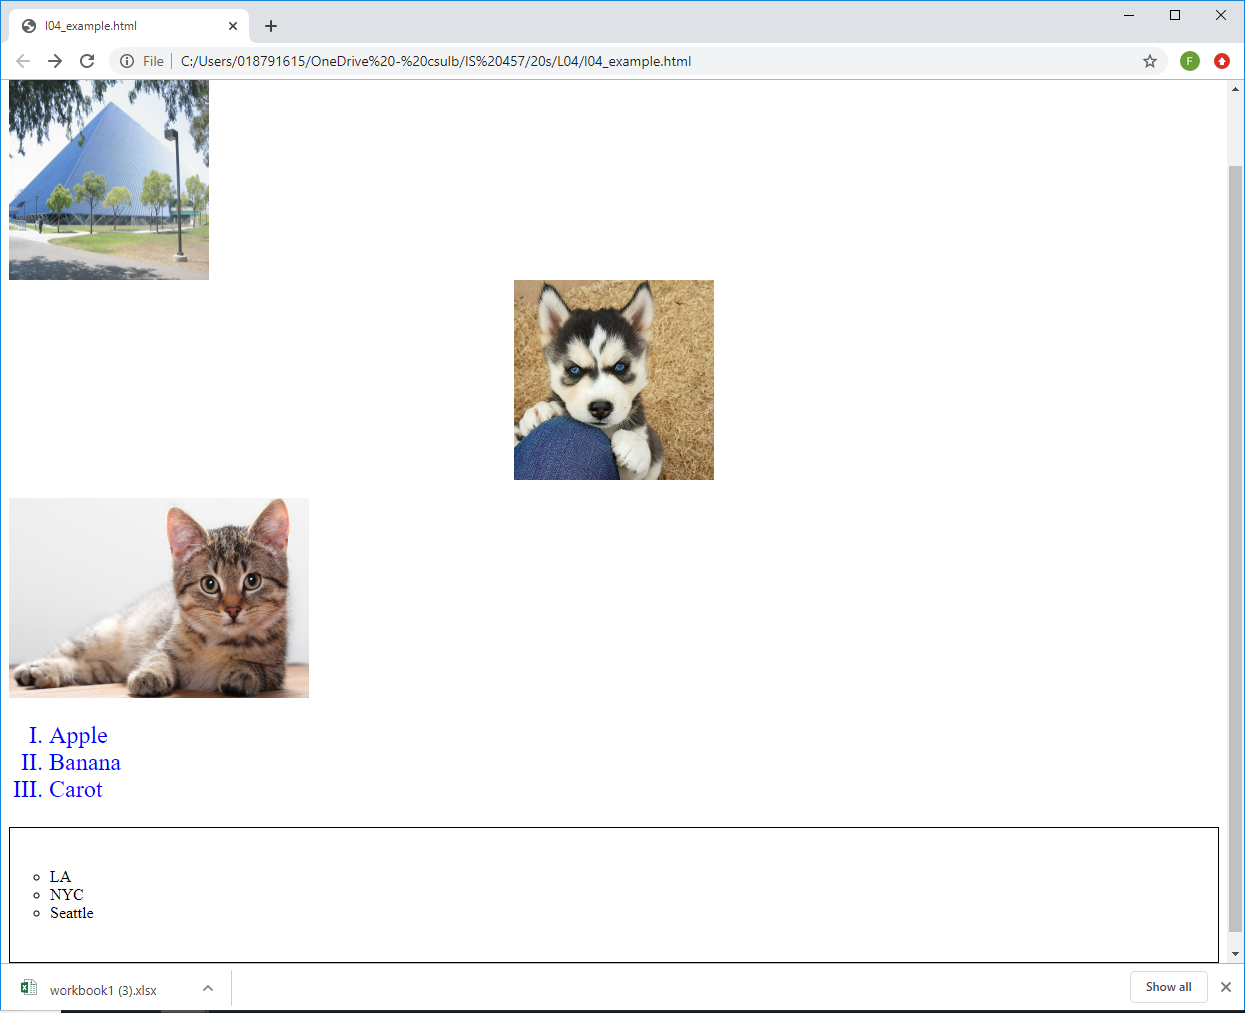 l04_example.html
File
C:/Users/018791615/OneDrive%20-%20csulb/IS%20457/20s/L04/l04_example.html
F
I. Apple
II. Banana
III. Carot
LA
NYC
Seattle
workbook1 (3).xlsx
Show all